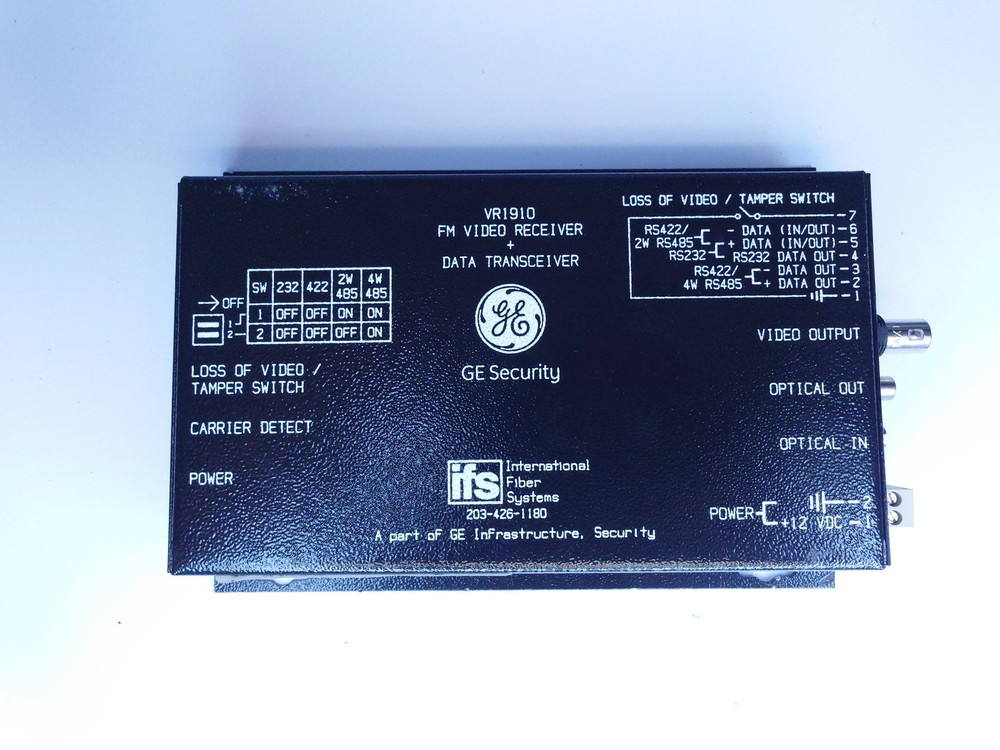 VR1910
FM VIDEO RECEIVER
+
DATA TRANSCEIVER
GE
GE Security
LOSS OF VIDEO / TAMPER SWITCH
7
RS422/ - DATA (IN/OUT) 6
2W RS485 + DATA (IN/OUT) 5
RS232 RS232 DATA OUT 4
RS422/ - DATA OUT 3
4W RS485 + DATA OUT 2
1
OFF
1
2
SW 232 422 2W 485 4W 485
1 OFF OFF ON ON
2 OFF OFF OFF ON
LOSS OF VIDEO /
TAMPER SWITCH
CARRIER DETECT
POWER
VIDEO OUTPUT
OPTICAL OUT
OPTICAL IN
POWER
2
+12 VDC 1
ifs International
Fiber
Systems
203-426-1180
A part of GE Infrastructure, Security